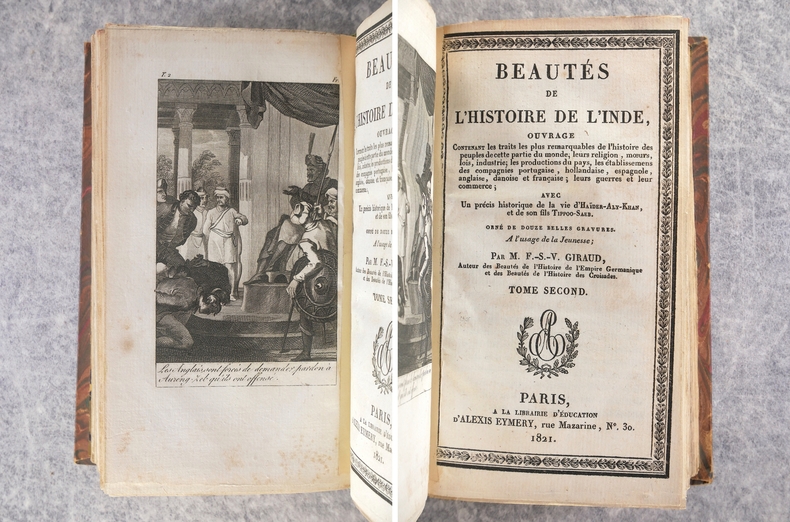 T. 2
Les Anglais sont forcés de demander pardon à
Aureng-Zeb qu'ils ont offensé.
BEAUTÉS
DE
L'HISTOIRE DE L'INDE,
OUVRAGE
CONTENANT les traits les plus remarquables de l'histoire des
peuples de cette partie du monde, leurs religion, mœurs,
lois, industrie; les productions du pays, les établissemens
des compagnies portugaise, hollandaise, espagnole,
anglaise, danoise et française; leurs guerres et leur
commerce;
AVEC
Un précis historique de la vie d'HAÏDER-ALY-KHAN,
et de son fils TIPPOO-SAEB.
ORNÉ DE DOUZE BELLES GRAVURES.
A l'usage de la Jeunesse;
PAR M. F.-S.-V. GIRAUD,
Auteur des Beautés de l'Histoire de l'Empire Germanique
et des Beautés de l'Histoire des Croisades.
TOME SECOND.
PARIS,
A LA LIBRAIRIE D'ÉDUCATION
D'ALEXIS EYMERY, rue Mazarine, N°. 30.
1821.